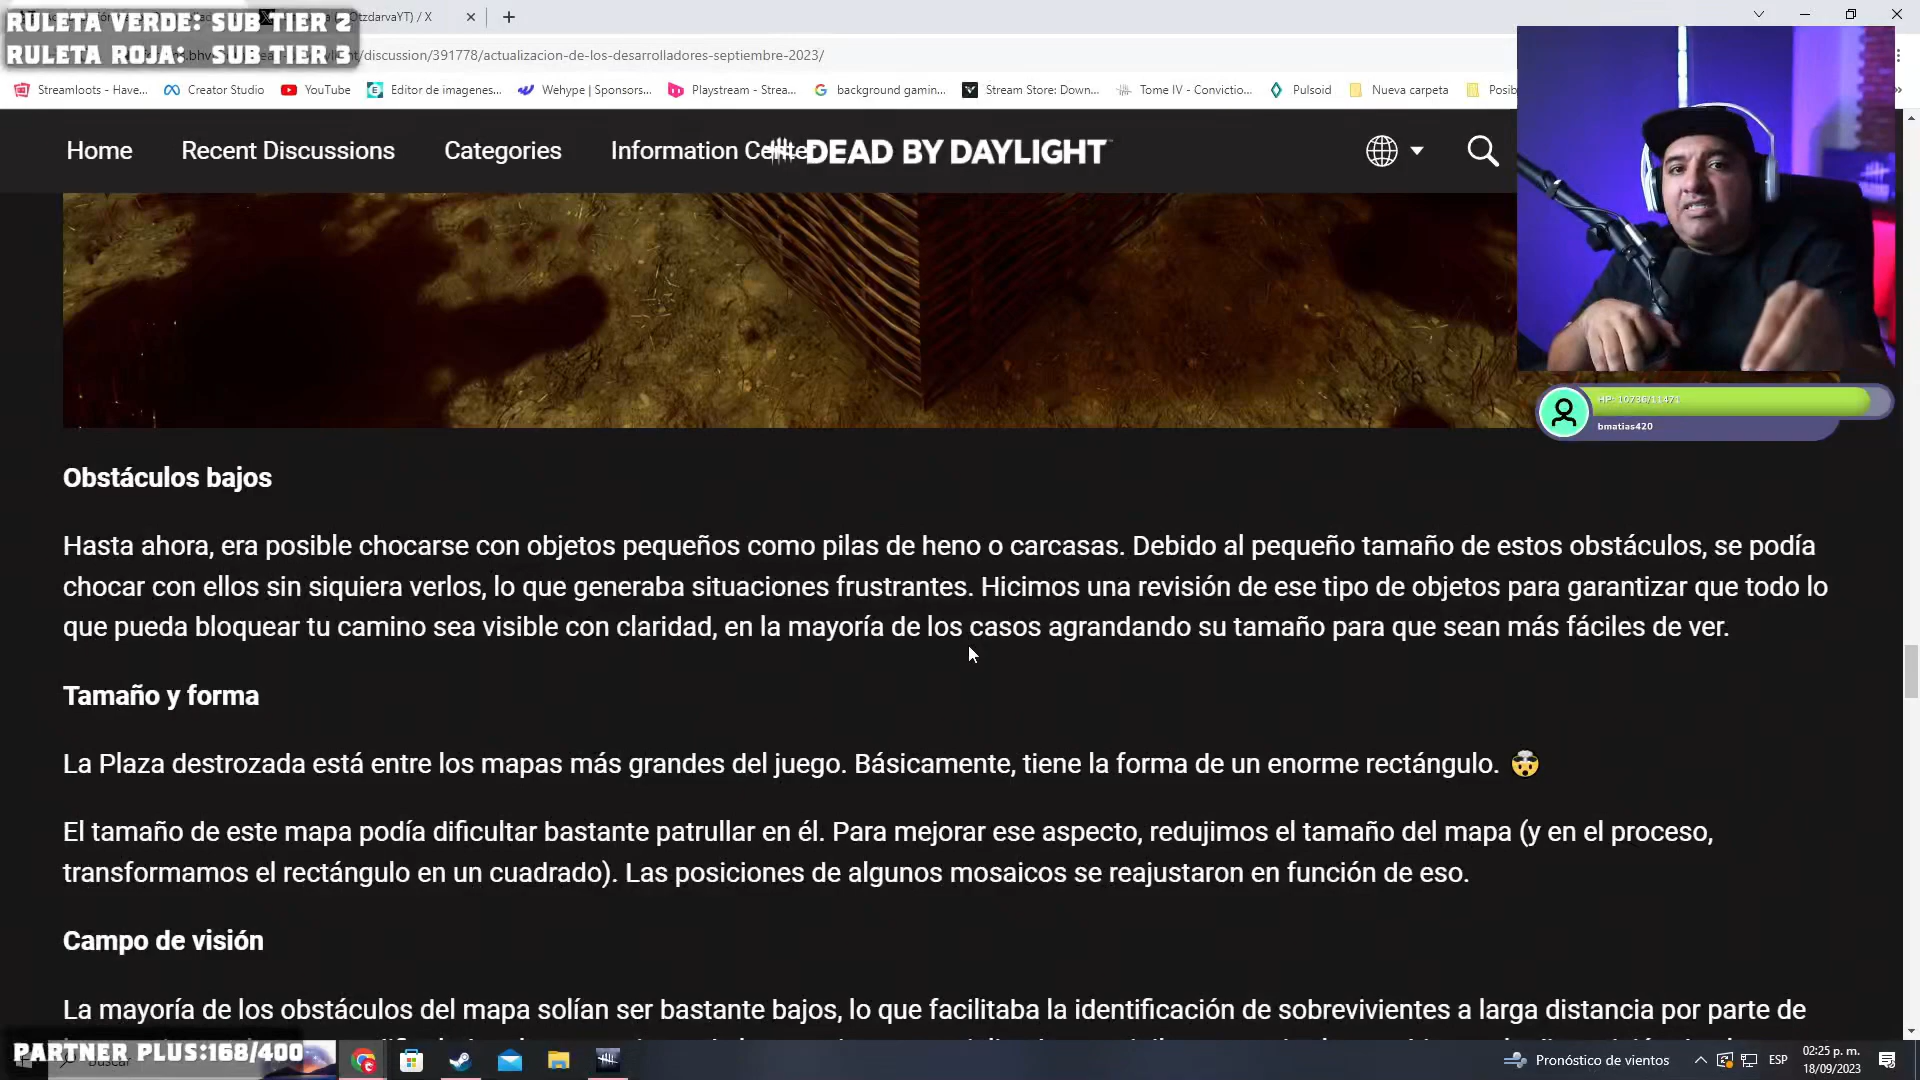 RULETA VERDE: SUB TIER 2
RULETA ROJA: SUB TIER 3
OtzdarvaYT) / X
/discussion/391778/actualizacion-de-los-desarrolladores-septiembre-2023/
Streamloots - Have... Creator Studio YouTube Editor de imagenes... Wehype | Sponsors... Playstream - Strea... background gamin... Stream Store: Down... Tome IV - Convictio... Pulsoid Nueva carpeta Posib
Home Recent Discussions Categories Information Center DEAD BY DAYLIGHT
HP: 10736/11471
bmatias420
Obstáculos bajos
Hasta ahora, era posible chocarse con objetos pequeños como pilas de heno o carcasas. Debido al pequeño tamaño de estos obstáculos, se podía
chocar con ellos sin siquiera verlos, lo que generaba situaciones frustrantes. Hicimos una revisión de ese tipo de objetos para garantizar que todo lo
que pueda bloquear tu camino sea visible con claridad, en la mayoría de los casos agrandando su tamaño para que sean más fáciles de ver.
Tamaño y forma
La Plaza destrozada está entre los mapas más grandes del juego. Básicamente, tiene la forma de un enorme rectángulo. 🤯
El tamaño de este mapa podía dificultar bastante patrullar en él. Para mejorar ese aspecto, redujimos el tamaño del mapa (y en el proceso,
transformamos el rectángulo en un cuadrado). Las posiciones de algunos mosaicos se reajustaron en función de eso.
Campo de visión
La mayoría de los obstáculos del mapa solían ser bastante bajos, lo que facilitaba la identificación de sobrevivientes a larga distancia por parte de
PARTNER PLUS:168/400
Buscar
Pronóstico de vientos ESP 02:25 p. m.
18/09/2023